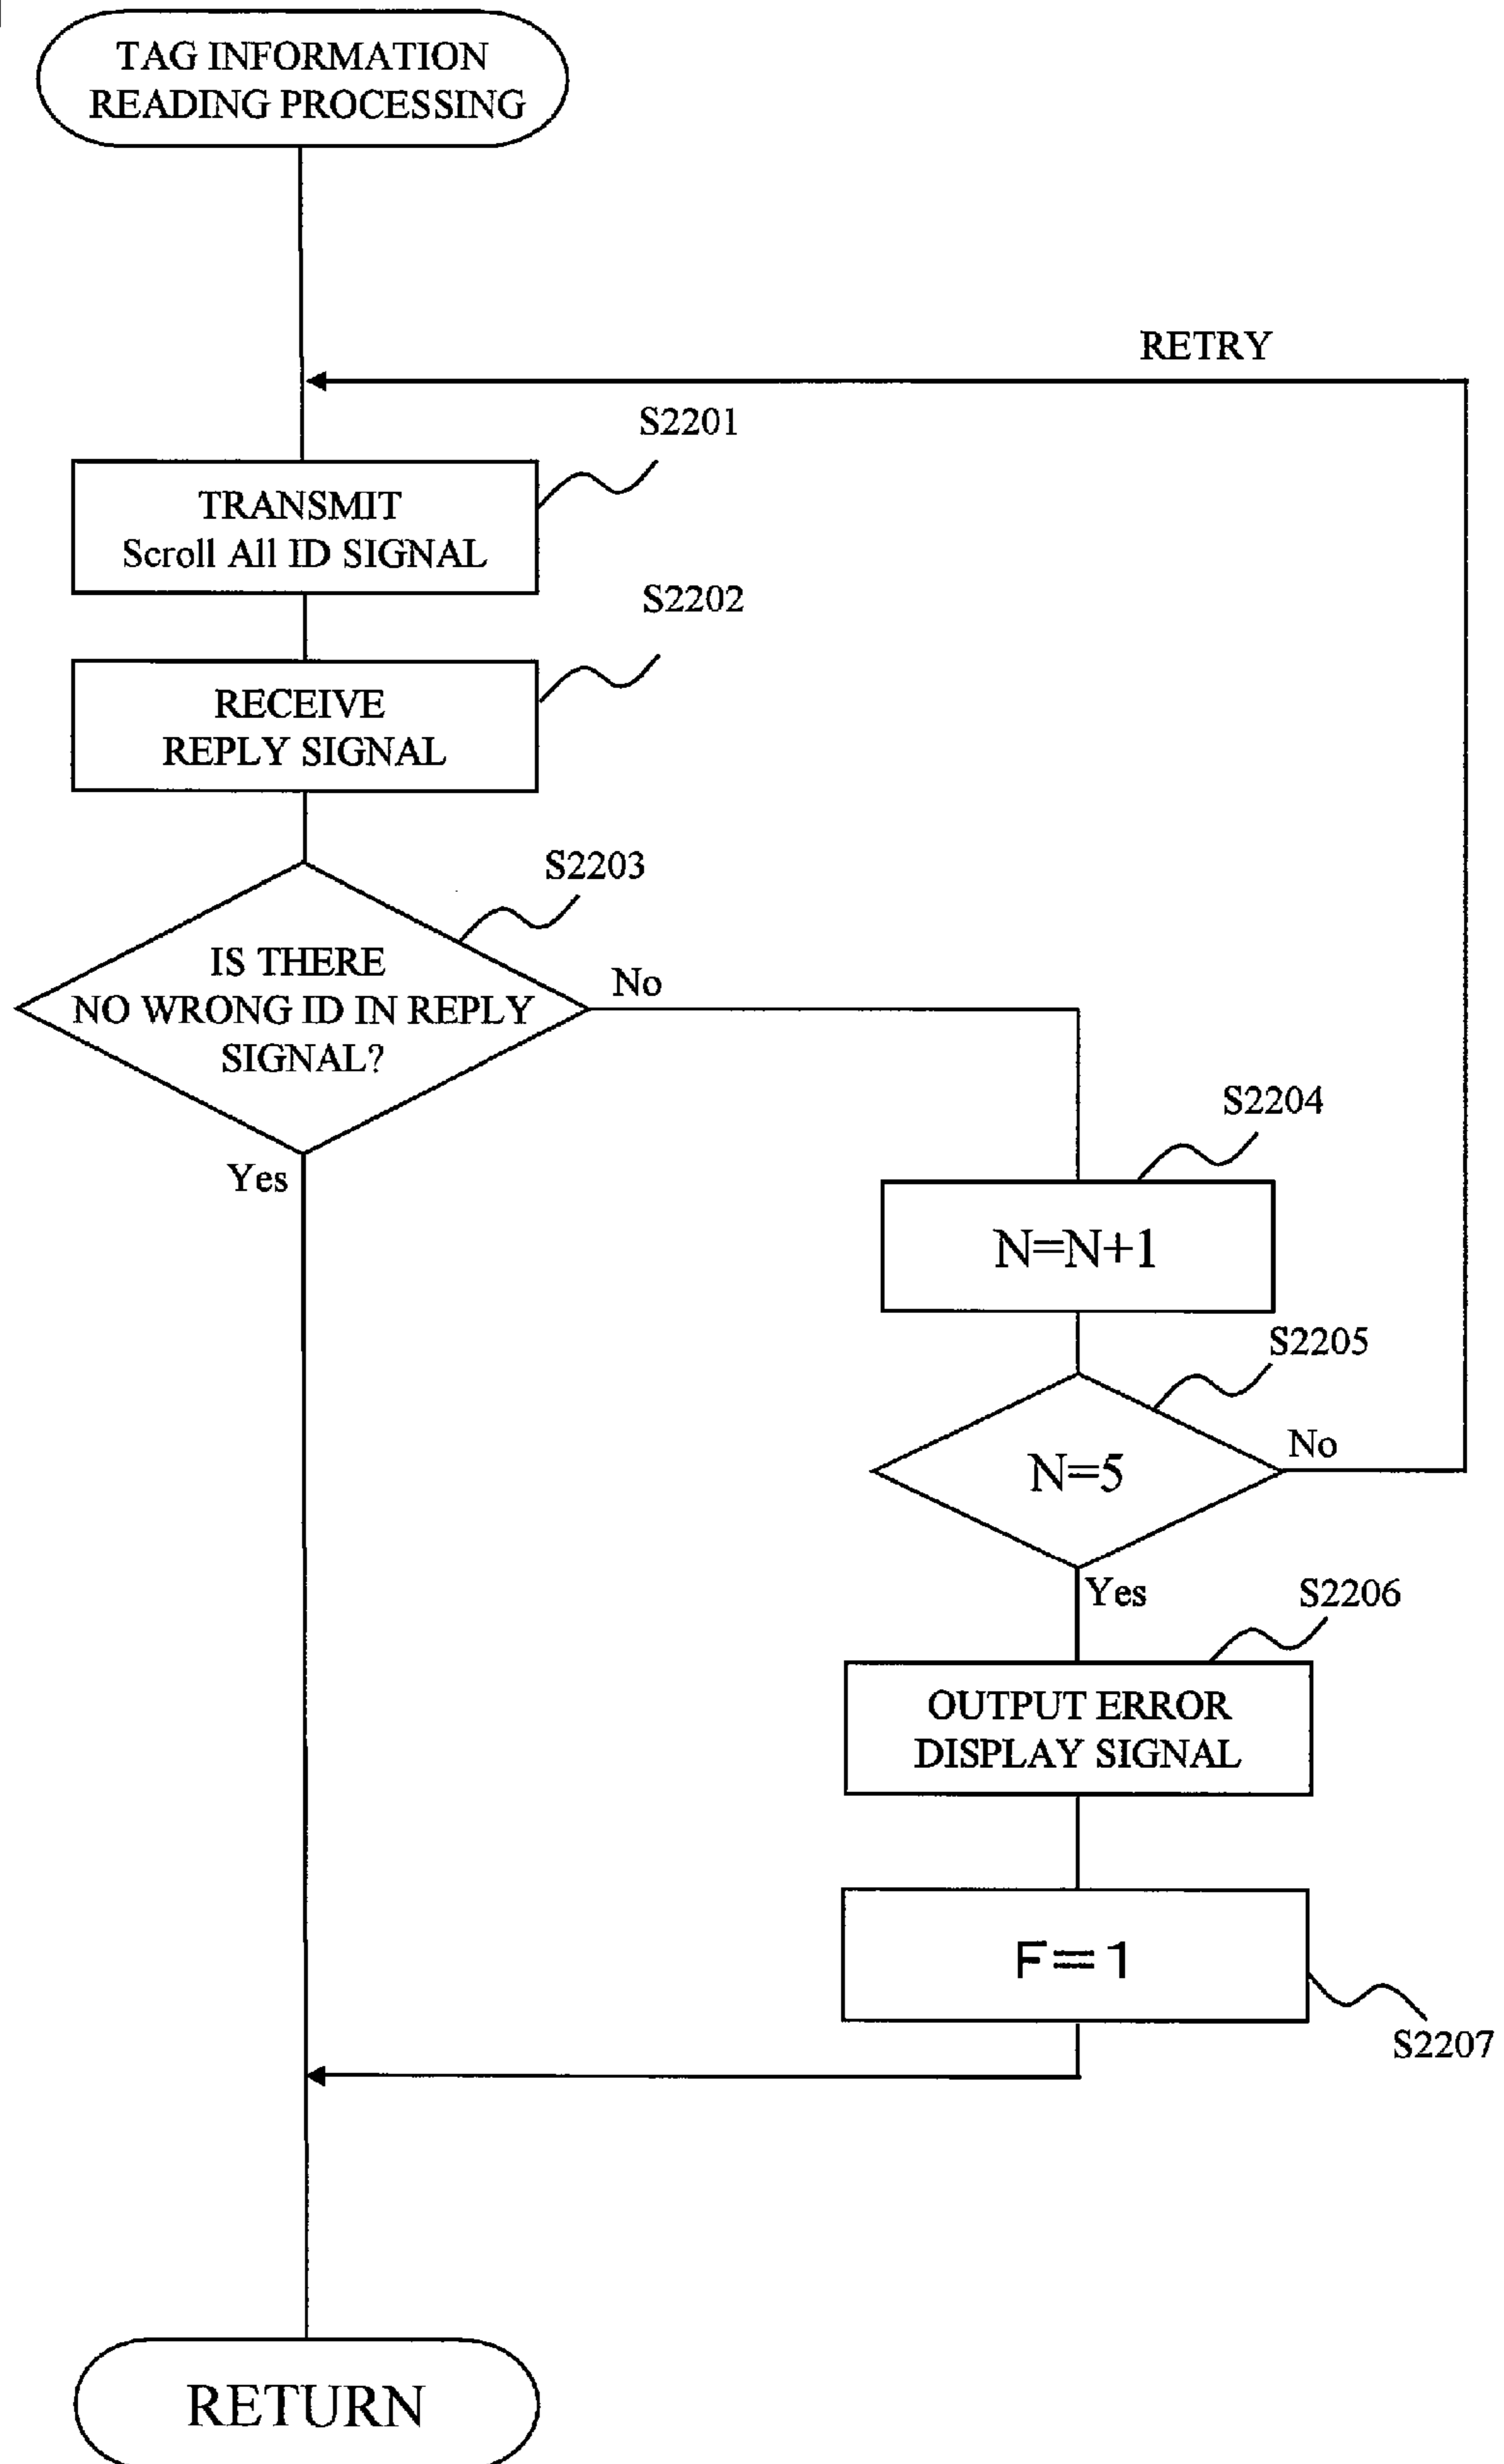 TAG INFORMATION
READING PROCESSING
RETRY
S2201
TRANSMIT
Scroll All ID SIGNAL
S2202
RECEIVE
REPLY SIGNAL
S2203
IS THERE
NO WRONG ID IN REPLY
SIGNAL?
No
Yes
S2204
N=N+1
S2205
N=5
No
Yes
S2206
OUTPUT ERROR
DISPLAY SIGNAL
F=1
S2207
RETURN